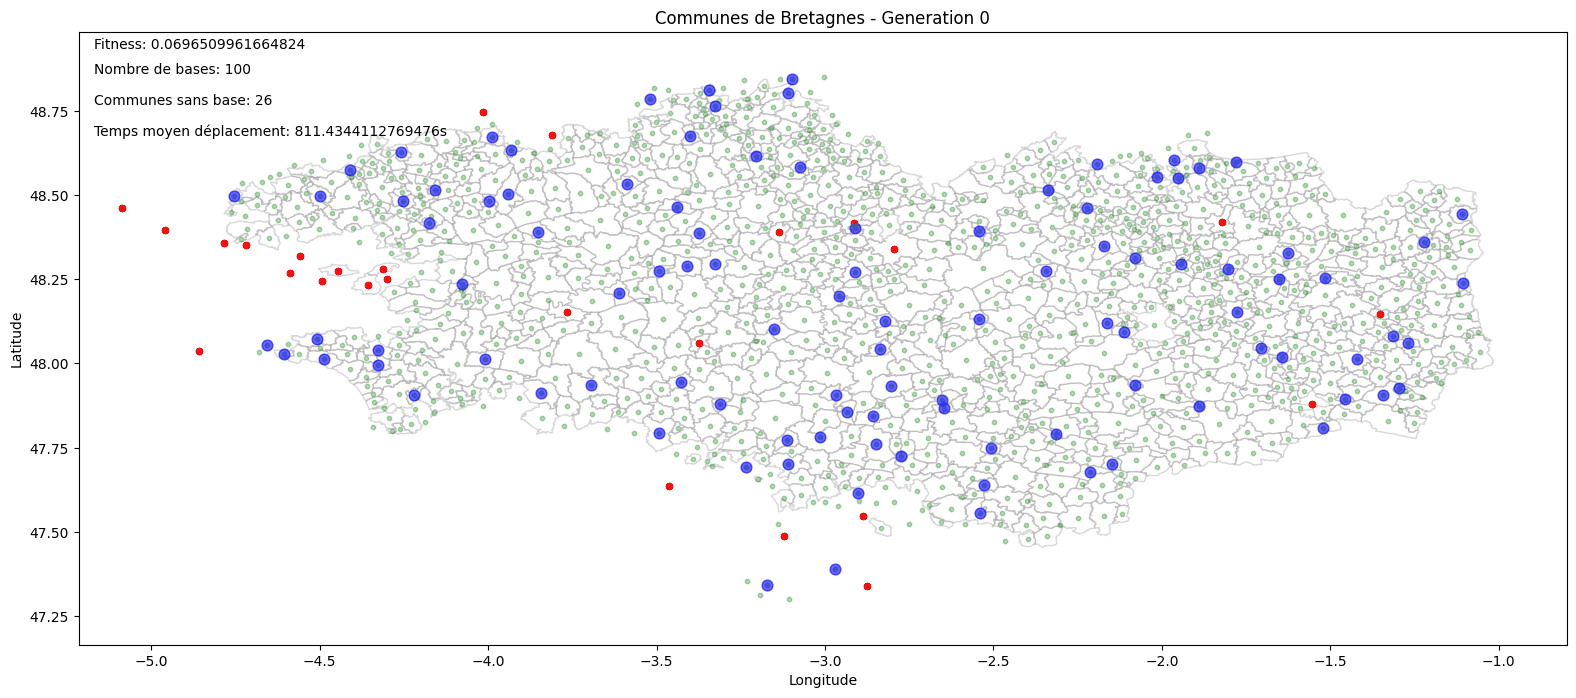 Communes de Bretagnes - Generation 0
Fitness: 0.0696509961664824
Nombre de bases: 100
Communes sans base: 26
Temps moyen déplacement: 811.4344112769476s
Latitude
48.75
48.50
48.25
48.00
47.75
47.50
47.25
−5.0 −4.5 −4.0 −3.5 −3.0 −2.5 −2.0 −1.5 −1.0
Longitude